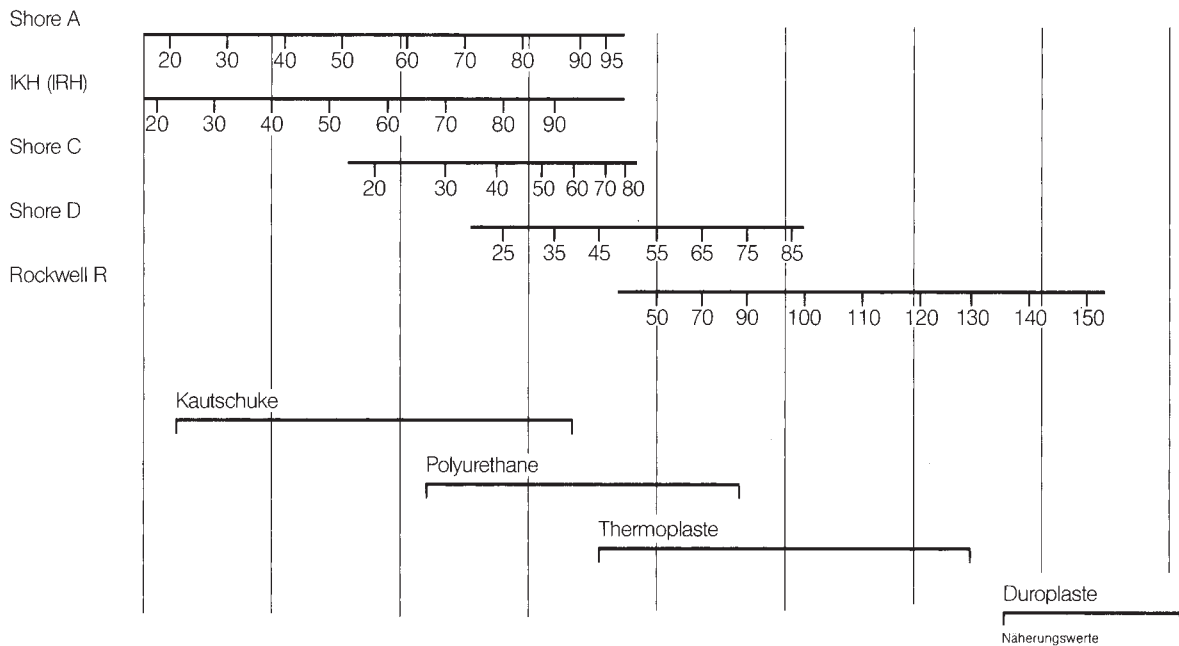 Shore A
20 30 40 50 60 70 80 90 95
IKH (IRH)
20 30 40 50 60 70 80 90
Shore C
20 30 40 50 60 70 80
Shore D
25 35 45 55 65 75 85
Rockwell R
50 70 90 100 110 120 130 140 150
Kautschuke
Polyurethane
Thermoplaste
Duroplaste
Näherungswerte